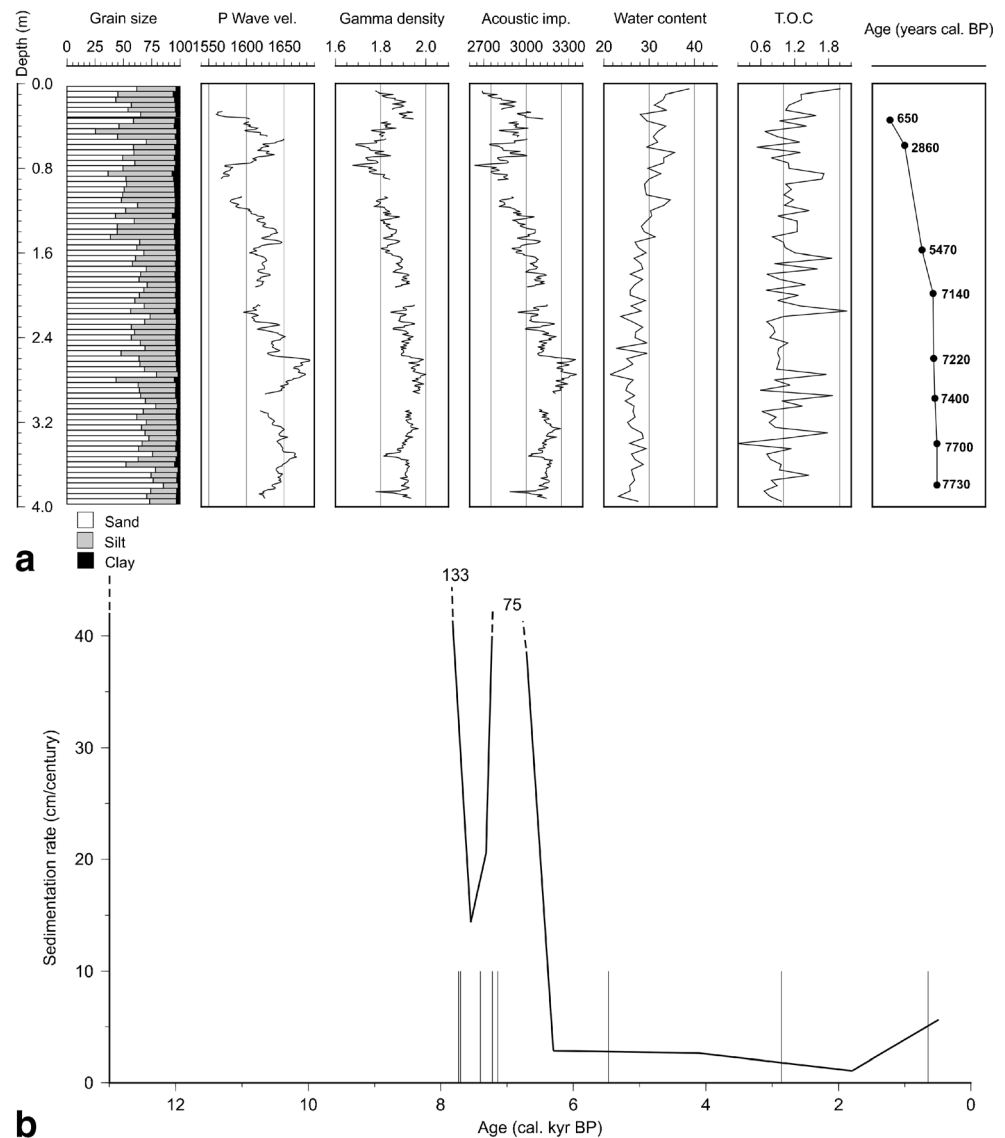 Grain size P Wave vel. Gamma density Acoustic imp. Water content T.O.C Age (years cal. BP)
Depth (m)
0 25 50 75 100 1550 1600 1650 1.6 1.8 2.0 2700 3000 3300 20 30 40 0.6 1.2 1.8
0.0
650
2860
0.8
5470
1.6
7140
2.4
7220
7400
3.2
7700
7730
4.0
Sand
Silt
Clay
a
133
75
40
30
20
10
0
Sedimentation rate (cm/century)
12 10 8 6 4 2 0
Age (cal. kyr BP)
b